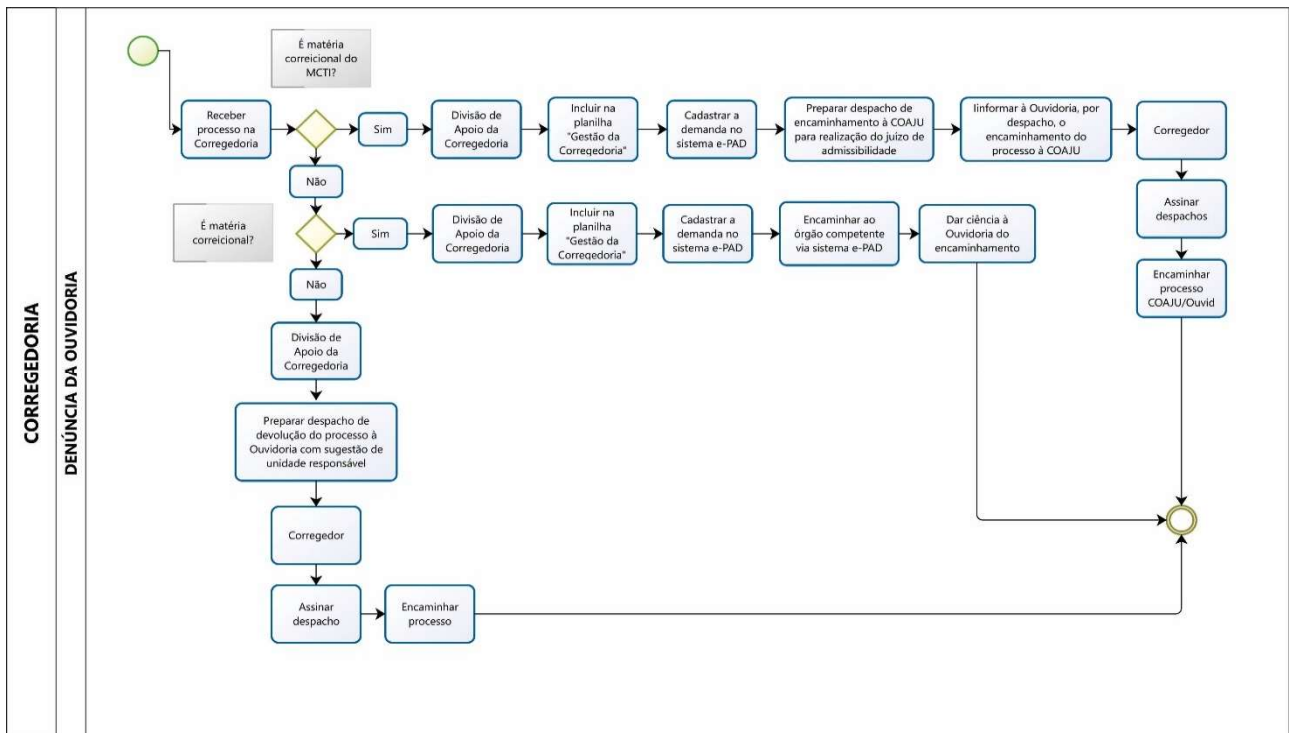 CORREGEDORIA
DENÚNCIA DA OUVIDORIA
É matéria
correicional do
MCTI?
Receber
processo na
Corregedoria
Sim
Divisão de
Apoio da
Corregedoria
Incluir na
planilha
"Gestão da
Corregedoria"
Cadastrar a
demanda no
sistema e-PAD
Preparar despacho de
encaminhamento à COAJU
para realização do juízo de
admissibilidade
Iinformar à Ouvidoria, por
despacho, o
encaminhamento do
processo à COAJU
Corregedor
Assinar
despachos
Encaminhar
processo
COAJU/Ouvid
Não
É matéria
correicional?
Sim
Divisão de
Apoio da
Corregedoria
Incluir na
planilha
"Gestão da
Corregedoria"
Cadastrar a
demanda no
sistema e-PAD
Encaminhar ao
órgão competente
via sistema e-PAD
Dar ciência à
Ouvidoria do
encaminhamento
Não
Divisão de
Apoio da
Corregedoria
Preparar despacho de
devolução do processo à
Ouvidoria com sugestão de
unidade responsável
Corregedor
Assinar
despacho
Encaminhar
processo